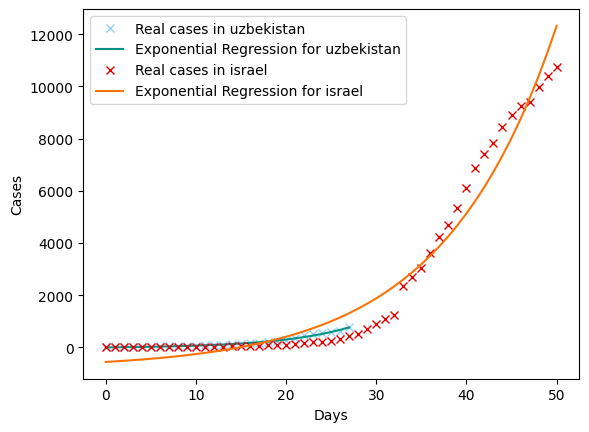 Real cases in uzbekistan
Exponential Regression for uzbekistan
Real cases in israel
Exponential Regression for israel
12000
10000
8000
6000
4000
2000
0
Cases
0 10 20 30 40 50
Days